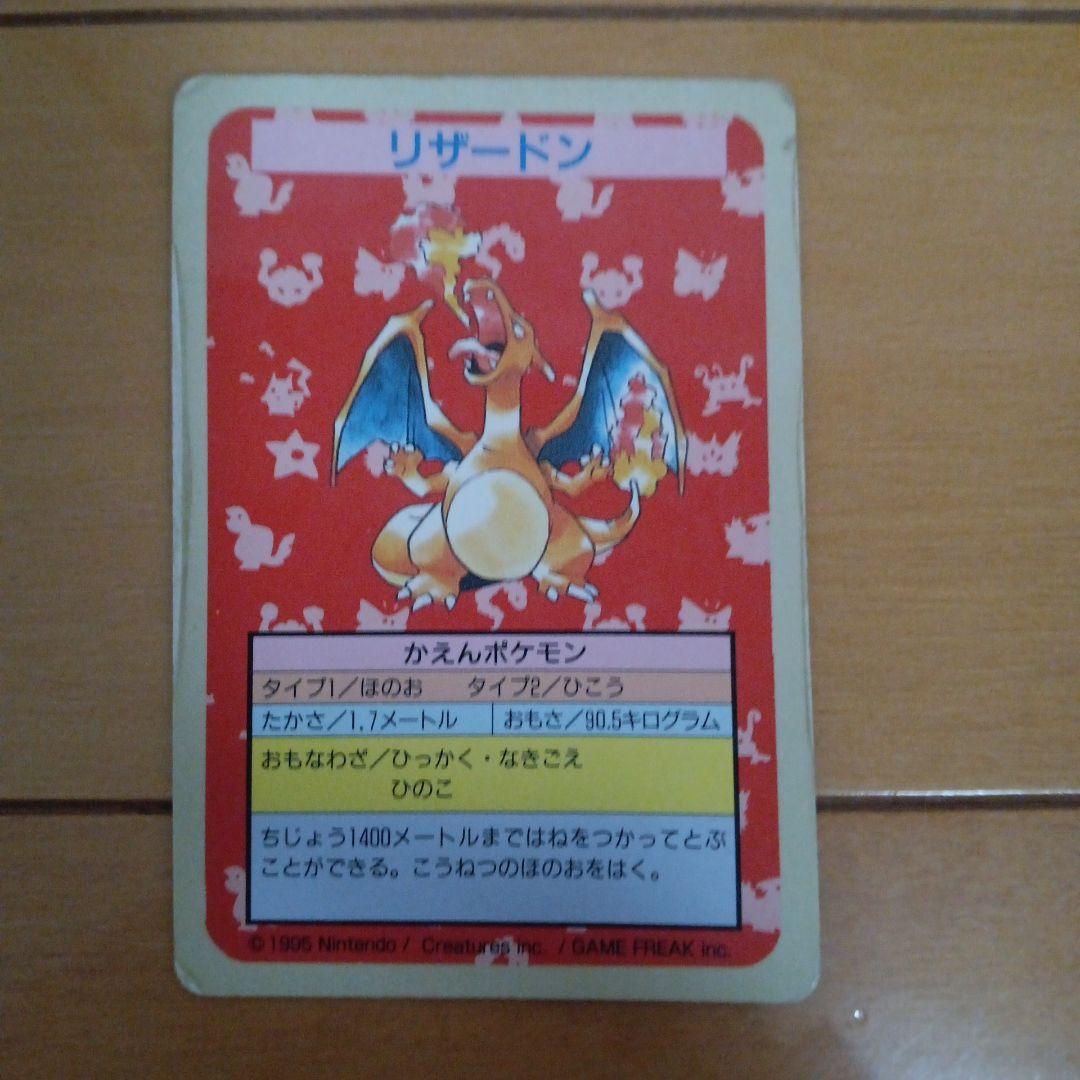 リザードン
かえんポケモン
タイプ1／ほのお　タイプ2／ひこう
たかさ／1.7メートル　おもさ／90.5キログラム
おもなわざ／ひっかく・なきごえ
ひのこ
ちじょう1400メートルまではねをつかってとぶ
ことができる。こうねつのほのおをはく。
©1995 Nintendo / Creatures inc. / GAME FREAK inc.